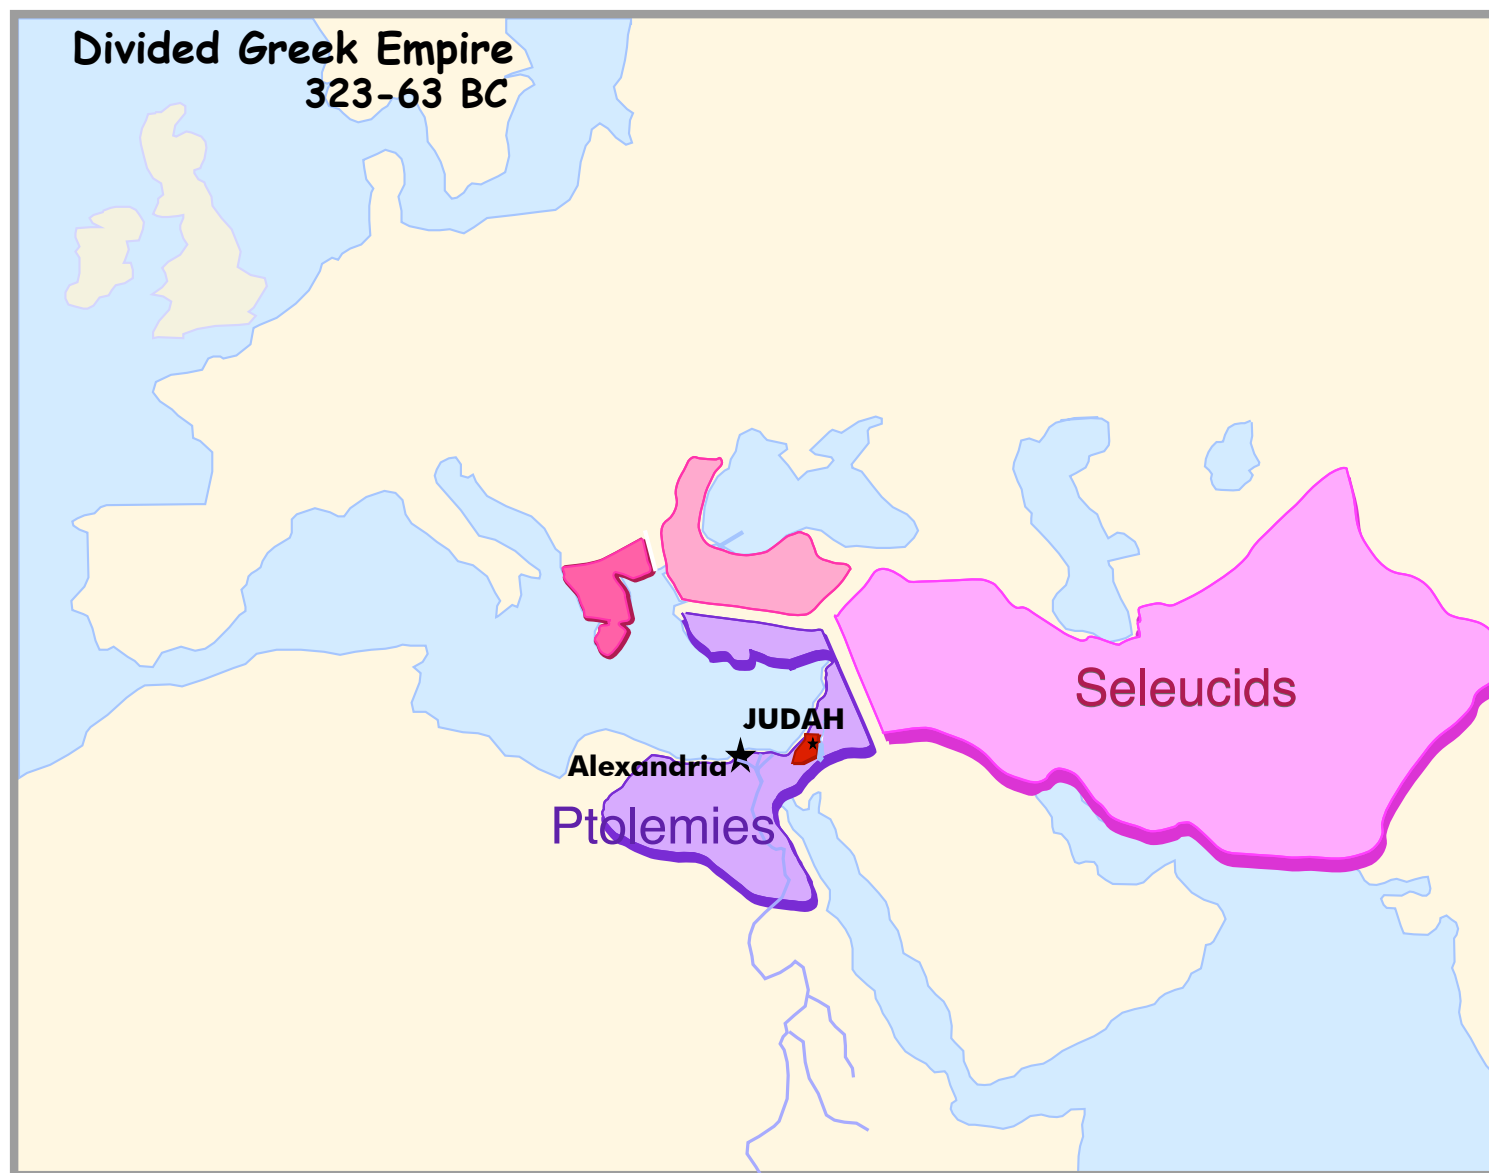 Divided Greek Empire
323-63 BC
Seleucids
JUDAH
Alexandria
Ptolemies